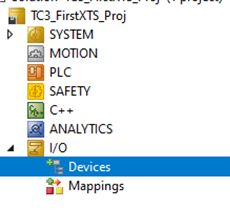 TC3_FirstXTS_Proj
SYSTEM
MOTION
PLC
SAFETY
C++
ANALYTICS
I/O
Devices
Mappings